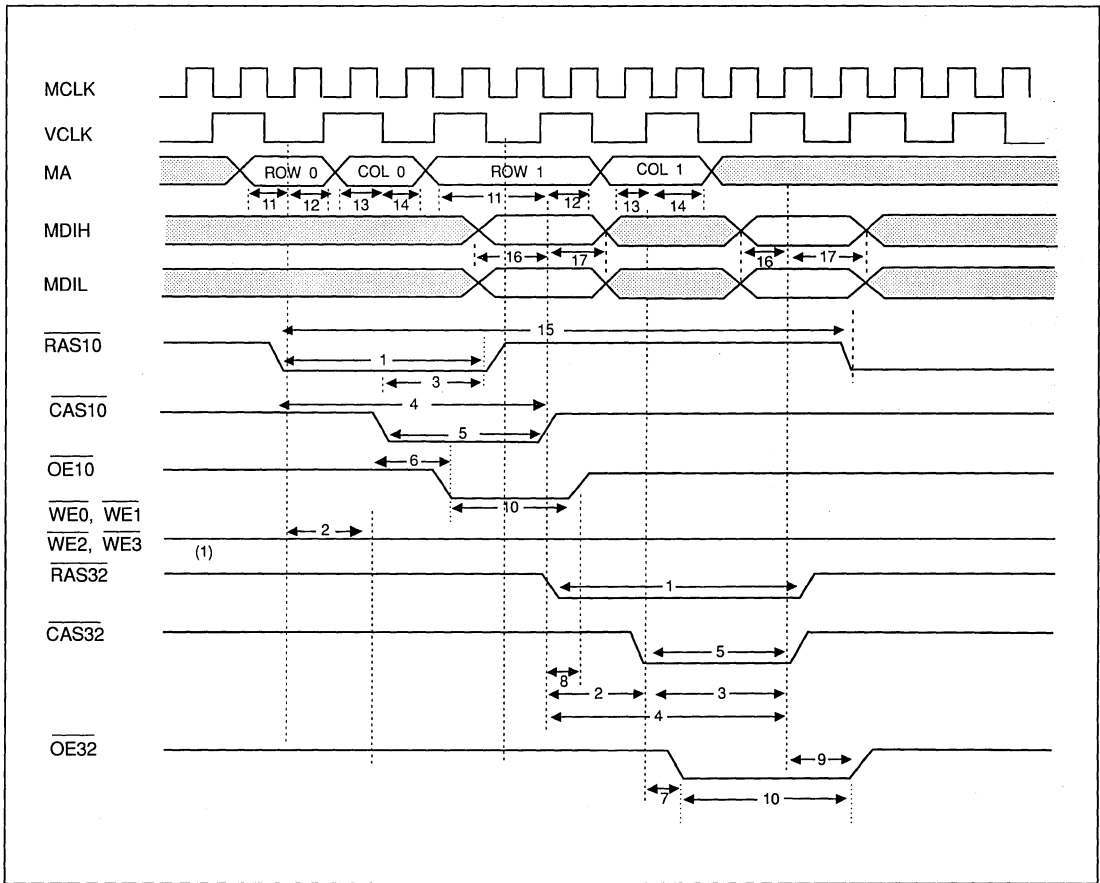 MCLK
VCLK
MA ROW 0 COL 0 ROW 1 COL 1
11 12 13 14 11 12 13 14
MDIH
16 17 16 17
MDIL
15
RAS10
1
3
4
CAS10
5
6
OE10
10
WE0, WE1
2
WE2, WE3
(1)
RAS32
1
CAS32
5
8
2 3
4
OE32
9
7
10